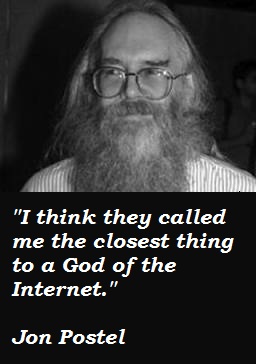 "I think they called
me the closest thing
to a God of the
Internet."
Jon Postel